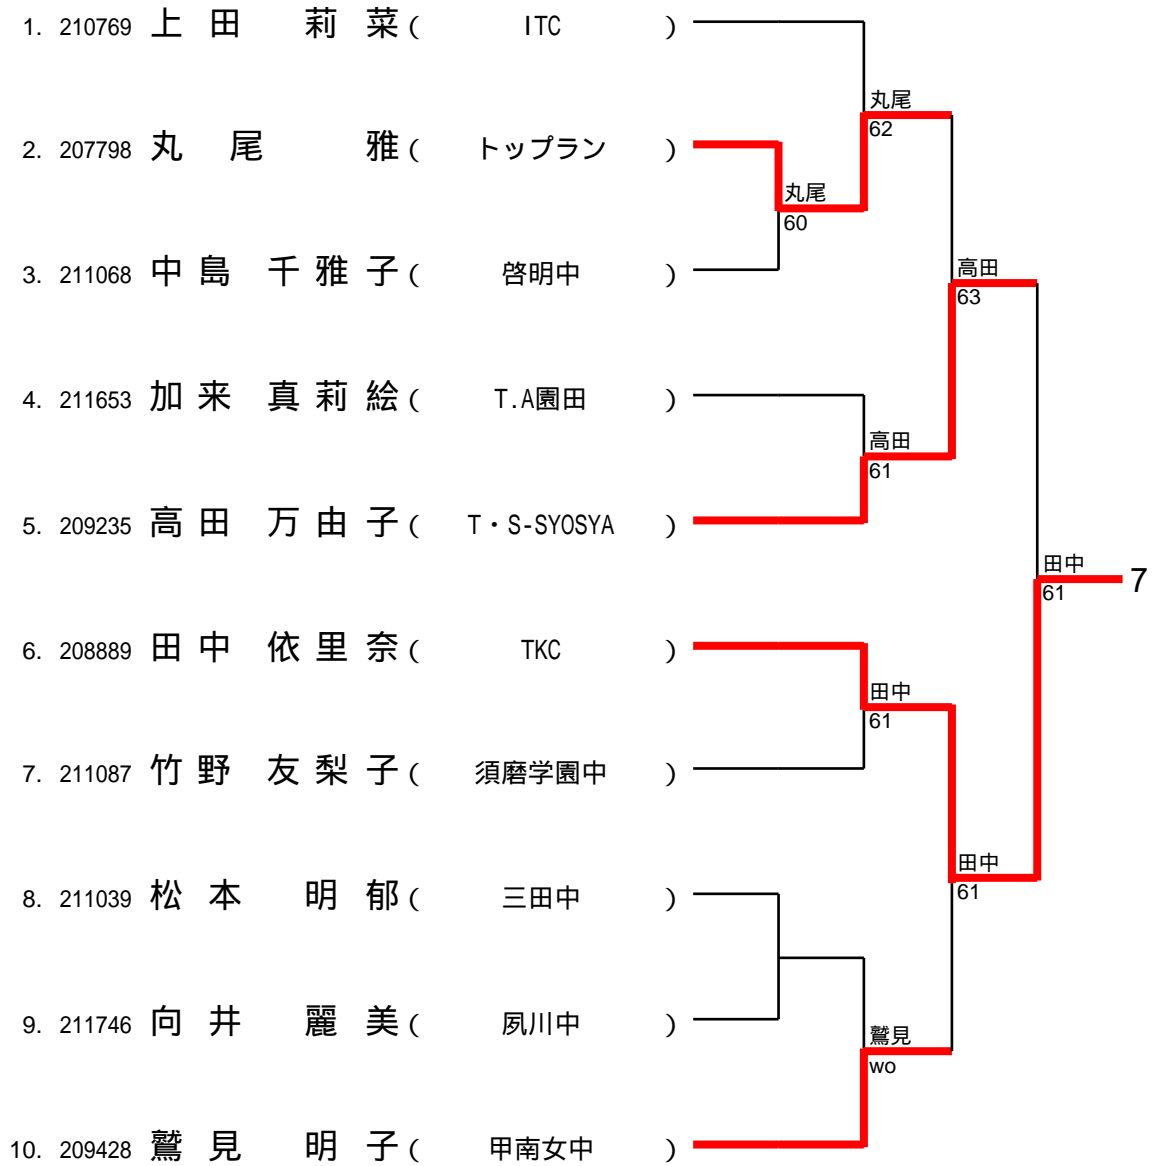 1. 210769 上田 莉菜 ( ITC )
丸尾
62
2. 207798 丸尾 雅 ( トップラン )
丸尾
60
3. 211068 中島 千雅子 ( 啓明中 )
高田
63
4. 211653 加来 真莉絵 ( T.A園田 )
高田
61
5. 209235 高田 万由子 ( T・S-SYOSYA )
田中
61
7
6. 208889 田中 依里奈 ( TKC )
田中
61
7. 211087 竹野 友梨子 ( 須磨学園中 )
田中
61
8. 211039 松本 明郁 ( 三田中 )
9. 211746 向井 麗美 ( 夙川中 )
鷲見
wo
10. 209428 鷲見 明子 ( 甲南女中 )